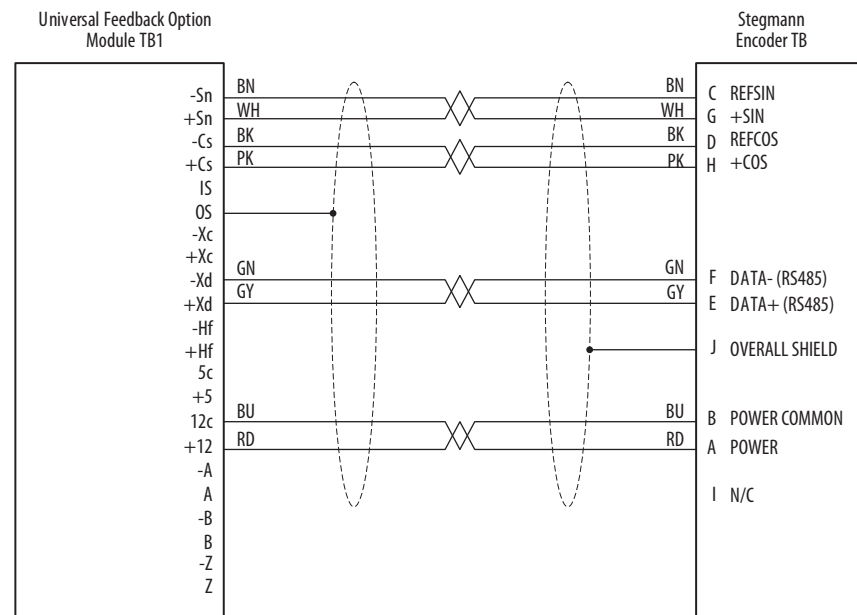 Universal Feedback Option
Module TB1
Stegmann
Encoder TB
-Sn BN BN C REFSIN
+Sn WH WH G +SIN
-Cs BK BK D REFCOS
+Cs PK PK H +COS
IS
OS
-Xc
+Xc
-Xd GN GN F DATA- (RS485)
+Xd GY GY E DATA+ (RS485)
-Hf
+Hf J OVERALL SHIELD
5c
+5
12c BU BU B POWER COMMON
+12 RD RD A POWER
-A
A I N/C
-B
B
-Z
Z